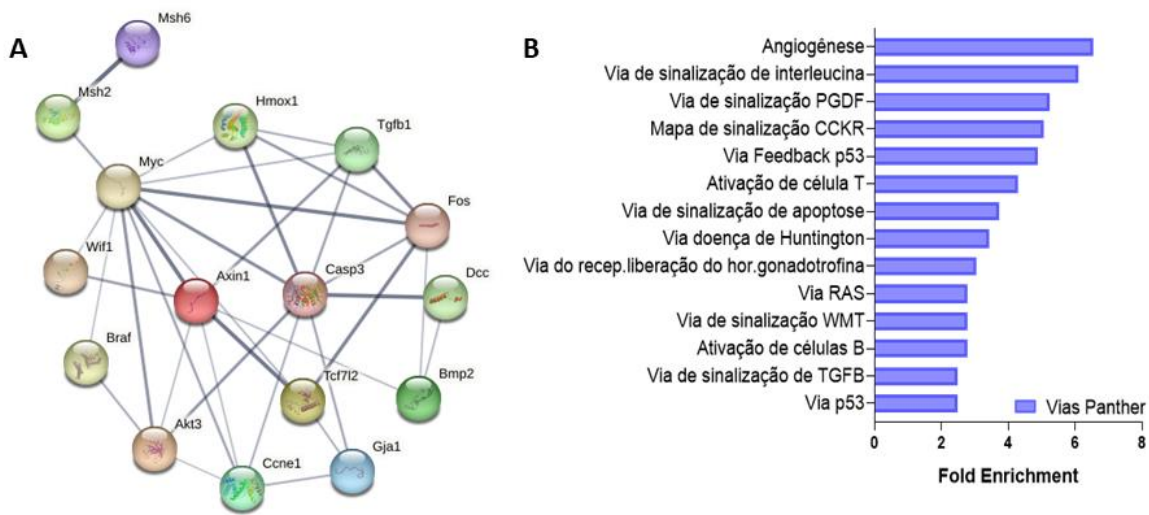 A
Msh6
Msh2
Hmox1
Tgfb1
Myc
Fos
Wif1
Axin1
Casp3
Dcc
Braf
Tcf7l2
Bmp2
Akt3
Gja1
Ccne1
B
Angiogênese
Via de sinalização de interleucina
Via de sinalização PGDF
Mapa de sinalização CCKR
Via Feedback p53
Ativação de célula T
Via de sinalização de apoptose
Via doença de Huntington
Via do recep.liberação do hor.gonadotrofina
Via RAS
Via de sinalização WMT
Ativação de células B
Via de sinalização de TGFB
Via p53
Vias Panther
0 2 4 6 8
Fold Enrichment